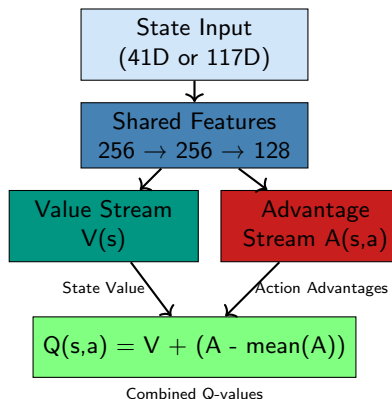 State Input
(41D or 117D)
Shared Features
256 → 256 → 128
Value Stream
V(s)
Advantage
Stream A(s,a)
State Value
Action Advantages
Q(s,a) = V + (A - mean(A))
Combined Q-values